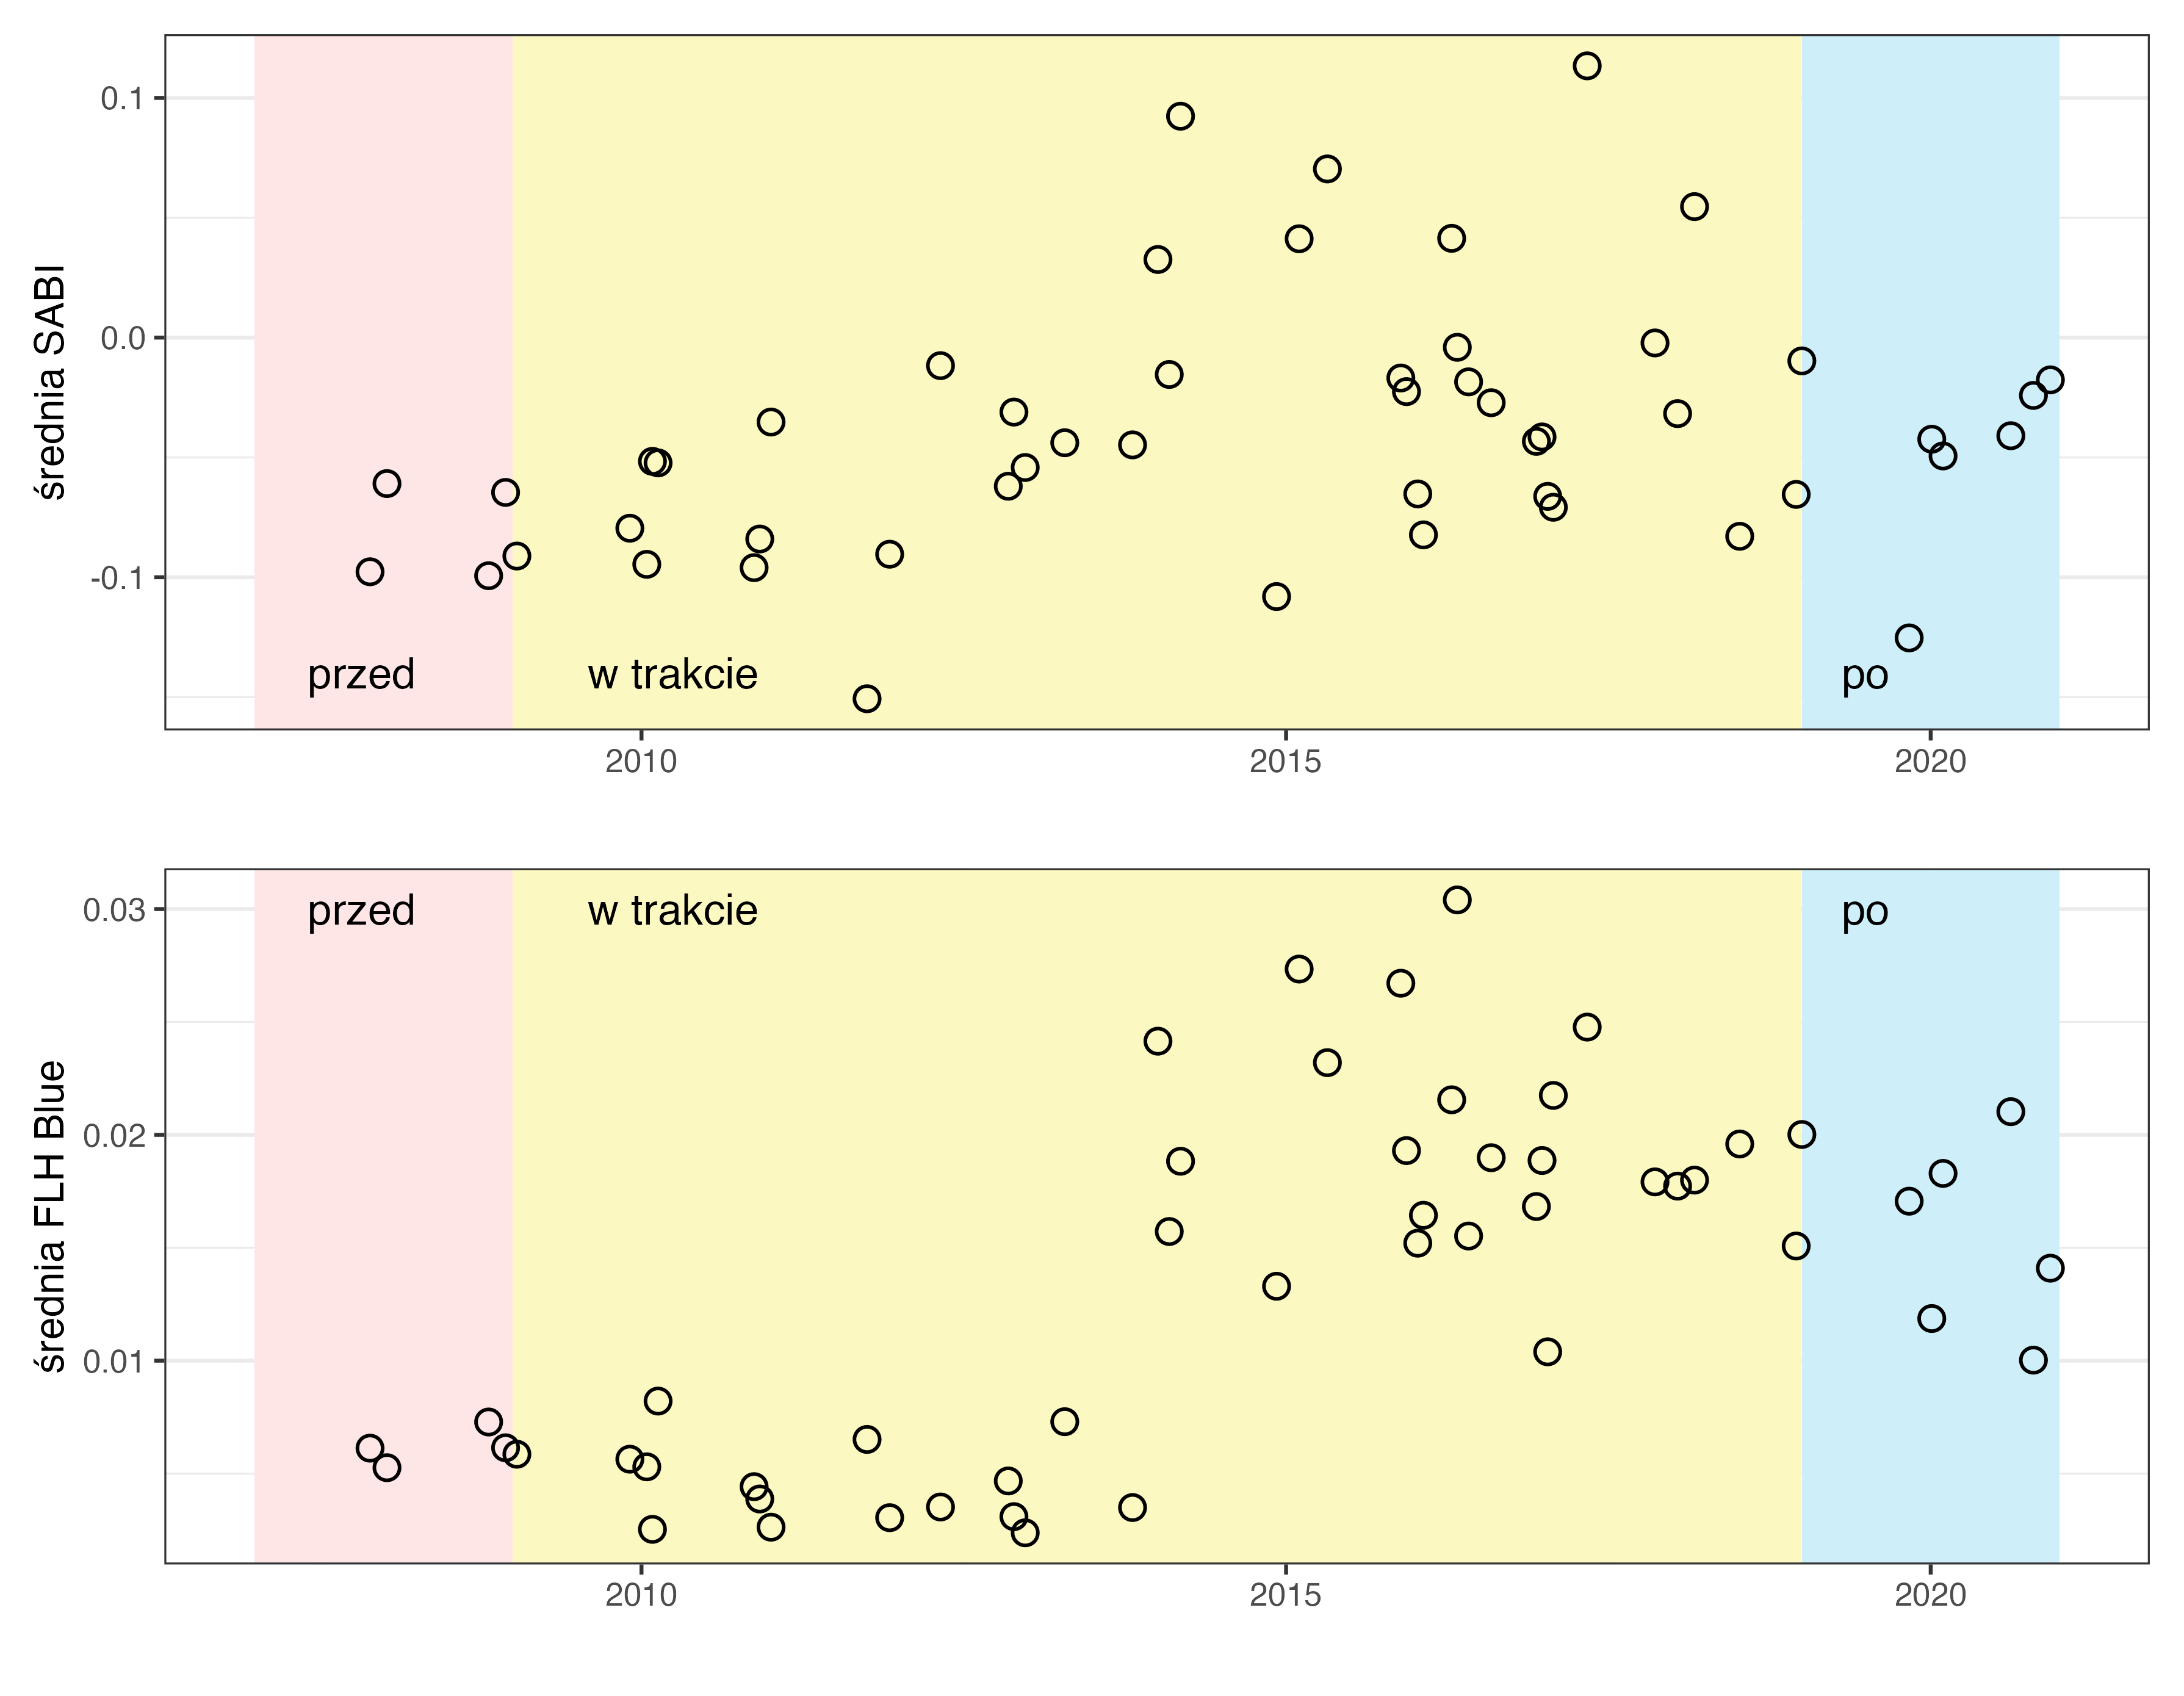 średnia SABI
0.1
0.0
-0.1
przed
w trakcie
po
2010
2015
2020
średnia FLH Blue
0.03
0.02
0.01
przed
w trakcie
po
2010
2015
2020